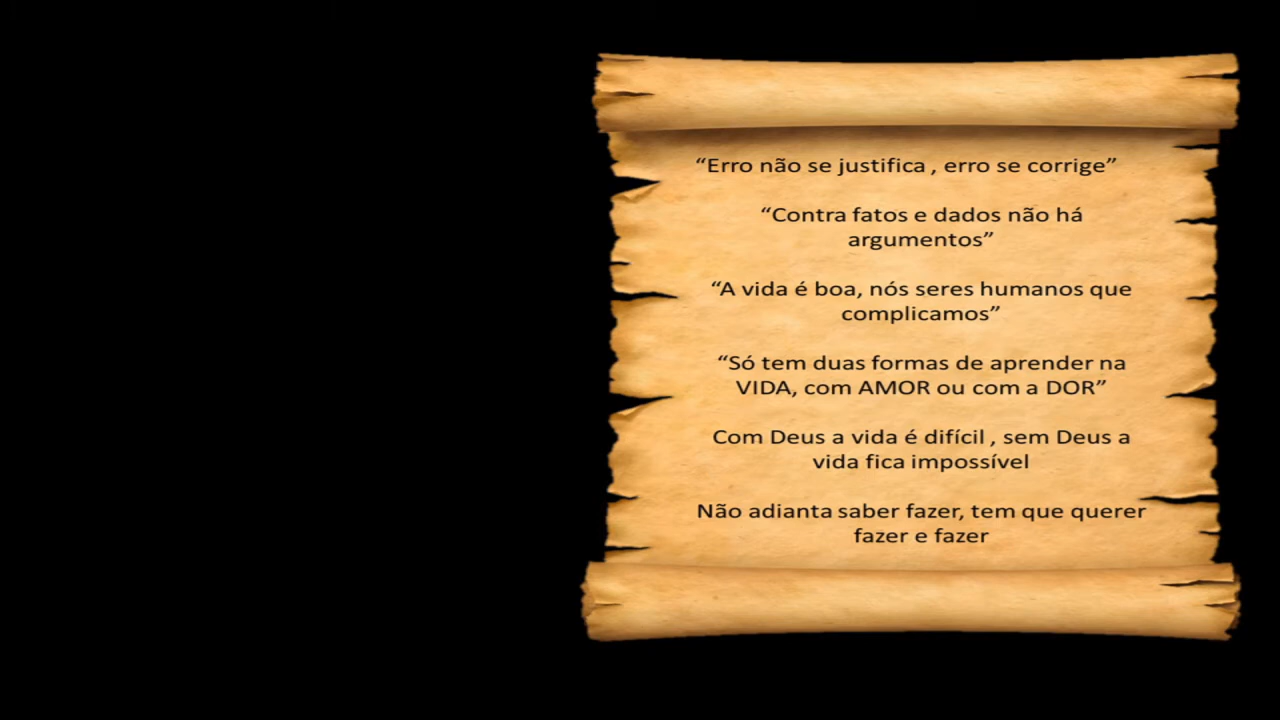 “Erro não se justifica , erro se corrige”
“Contra fatos e dados não há
argumentos”
“A vida é boa, nós seres humanos que
complicamos”
“Só tem duas formas de aprender na
VIDA, com AMOR ou com a DOR”
Com Deus a vida é difícil , sem Deus a
vida fica impossível
Não adianta saber fazer, tem que querer
fazer e fazer